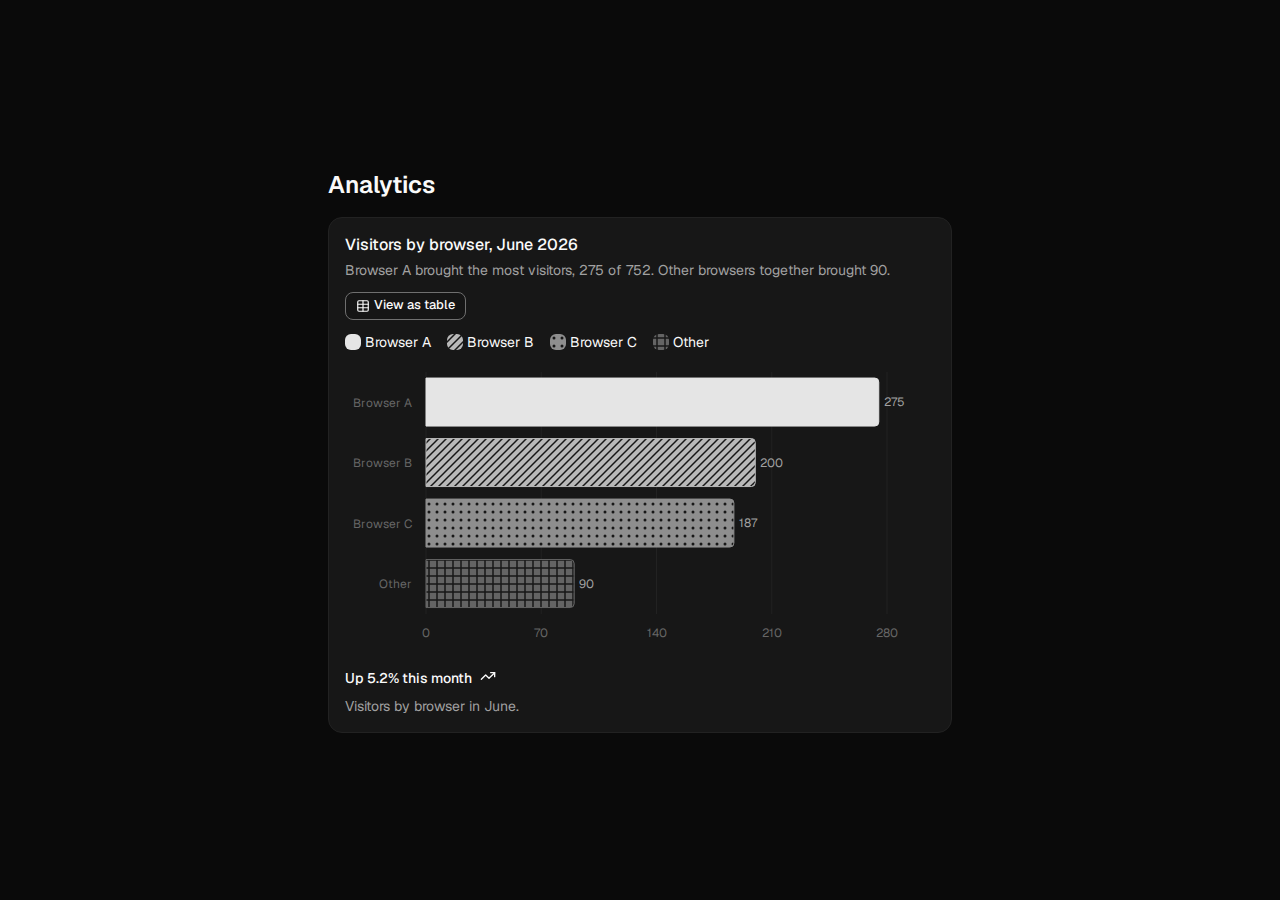 Analytics
Visitors by browser, June 2026
Browser A brought the most visitors, 275 of 752. Other browsers together brought 90.
View as table
Browser A Browser B Browser C Other
Browser A 275
Browser B 200
Browser C 187
Other 90
0 70 140 210 280
Up 5.2% this month
Visitors by browser in June.